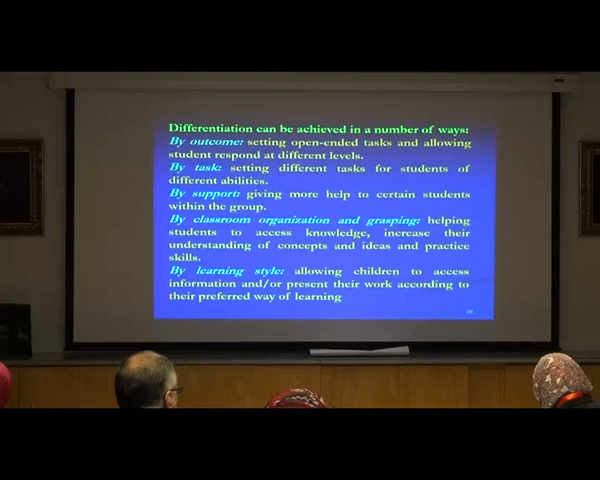 Differentiation can be achieved in a number of ways:
By outcome: setting open-ended tasks and allowing
student respond at different levels.
By task: setting different tasks for students of
different abilities.
By support: giving more help to certain students
within the group.
By classroom organization and grasping: helping
students to access knowledge, increase their
understanding of concepts and ideas and practice
skills.
By learning style: allowing children to access
information and/or present their work according to
their preferred way of learning